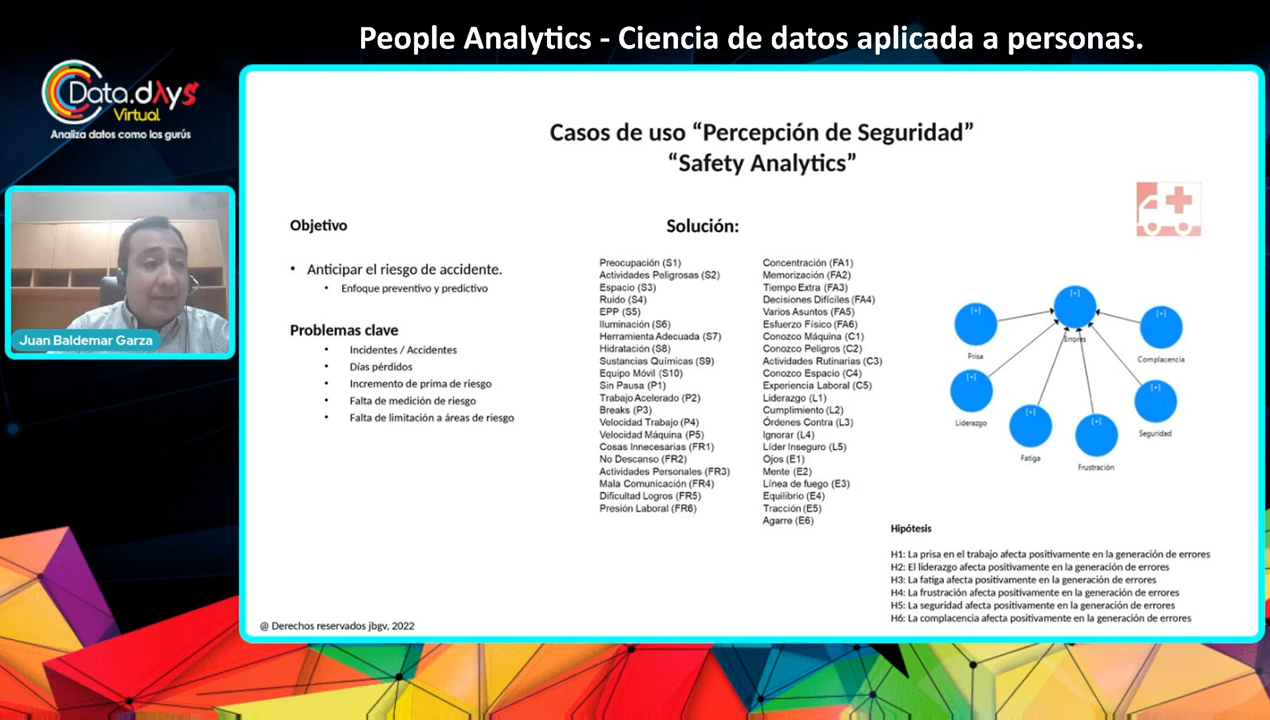 People Analytics - Ciencia de datos aplicada a personas.
Data.dAys
Virtual
Analiza datos como los gurús
Juan Baldemar Garza
Casos de uso “Percepción de Seguridad”
“Safety Analytics”
Objetivo
• Anticipar el riesgo de accidente.
• Enfoque preventivo y predictivo
Problemas clave
• Incidentes / Accidentes
• Días pérdidos
• Incremento de prima de riesgo
• Falta de medición de riesgo
• Falta de limitación a áreas de riesgo
Solución:
Preocupación (S1)
Actividades Peligrosas (S2)
Espacio (S3)
Ruido (S4)
EPP (S5)
Iluminación (S6)
Herramienta Adecuada (S7)
Hidratación (S8)
Sustancias Químicas (S9)
Equipo Móvil (S10)
Sin Pausa (P1)
Trabajo Acelerado (P2)
Breaks (P3)
Velocidad Trabajo (P4)
Velocidad Máquina (P5)
Cosas Innecesarias (FR1)
No Descanso (FR2)
Actividades Personales (FR3)
Mala Comunicación (FR4)
Dificultad Logros (FR5)
Presión Laboral (FR6)
Concentración (FA1)
Memorización (FA2)
Tiempo Extra (FA3)
Decisiones Difíciles (FA4)
Varios Asuntos (FA5)
Esfuerzo Físico (FA6)
Conozco Máquina (C1)
Conozco Peligros (C2)
Actividades Rutinarias (C3)
Conozco Espacio (C4)
Experiencia Laboral (C5)
Liderazgo (L1)
Cumplimiento (L2)
Órdenes Contra (L3)
Ignorar (L4)
Líder Inseguro (L5)
Ojos (E1)
Mente (E2)
Línea de fuego (E3)
Equilibrio (E4)
Tracción (E5)
Agarre (E6)
[+]
Errores
[+]
Prisa
[+]
Complacencia
[+]
Liderazgo
[+]
Seguridad
[+]
Fatiga
[+]
Frustración
Hipótesis
H1: La prisa en el trabajo afecta positivamente en la generación de errores
H2: El liderazgo afecta positivamente en la generación de errores
H3: La fatiga afecta positivamente en la generación de errores
H4: La frustración afecta positivamente en la generación de errores
H5: La seguridad afecta positivamente en la generación de errores
H6: La complacencia afecta positivamente en la generación de errores
@ Derechos reservados jbgv, 2022